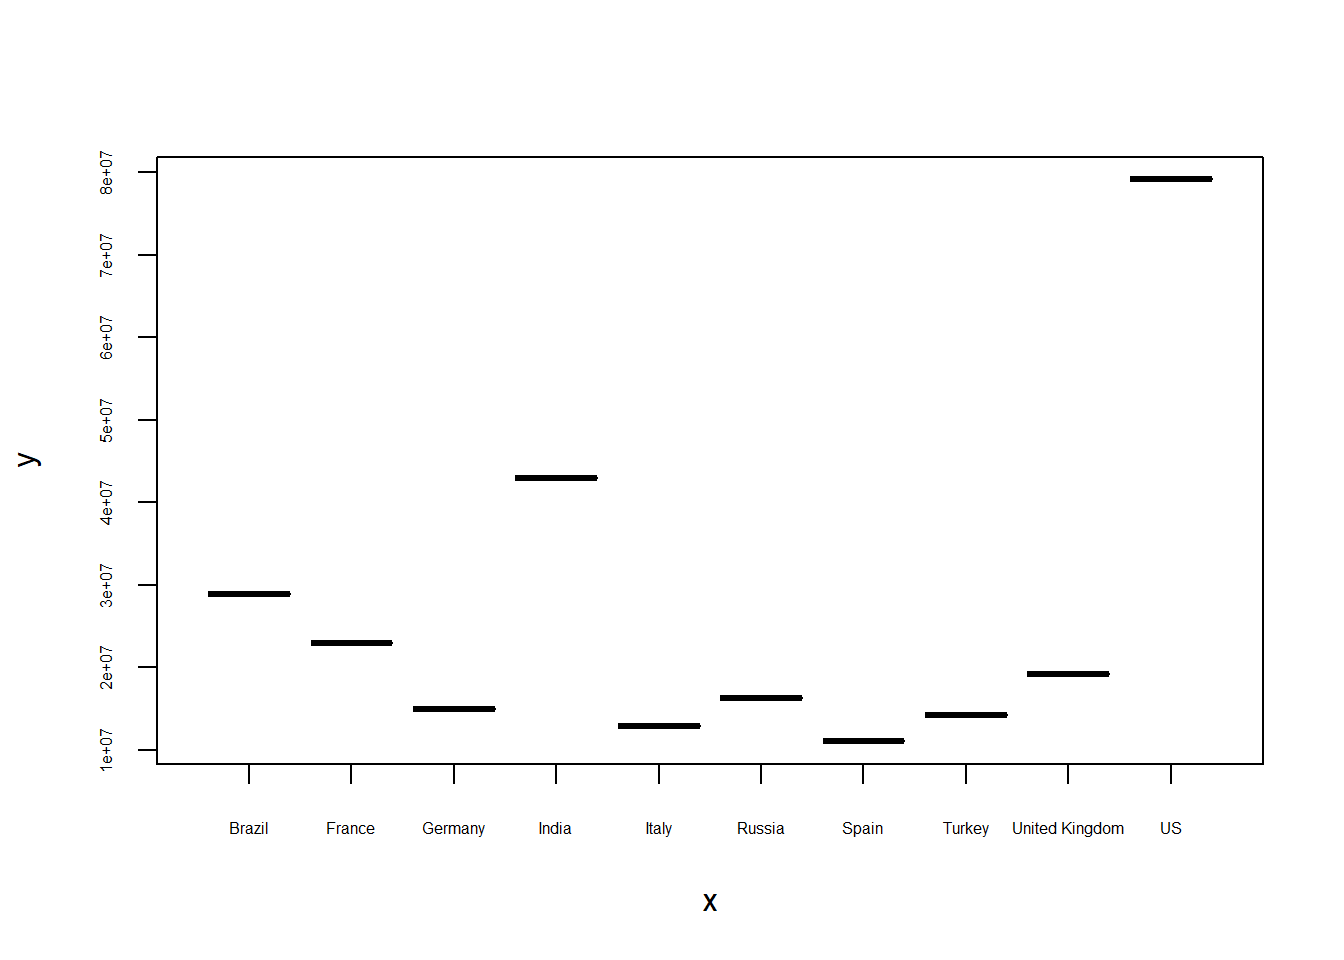 8e+07
7e+07
6e+07
5e+07
4e+07
3e+07
2e+07
1e+07
y
Brazil France Germany India Italy Russia Spain Turkey United Kingdom US
x